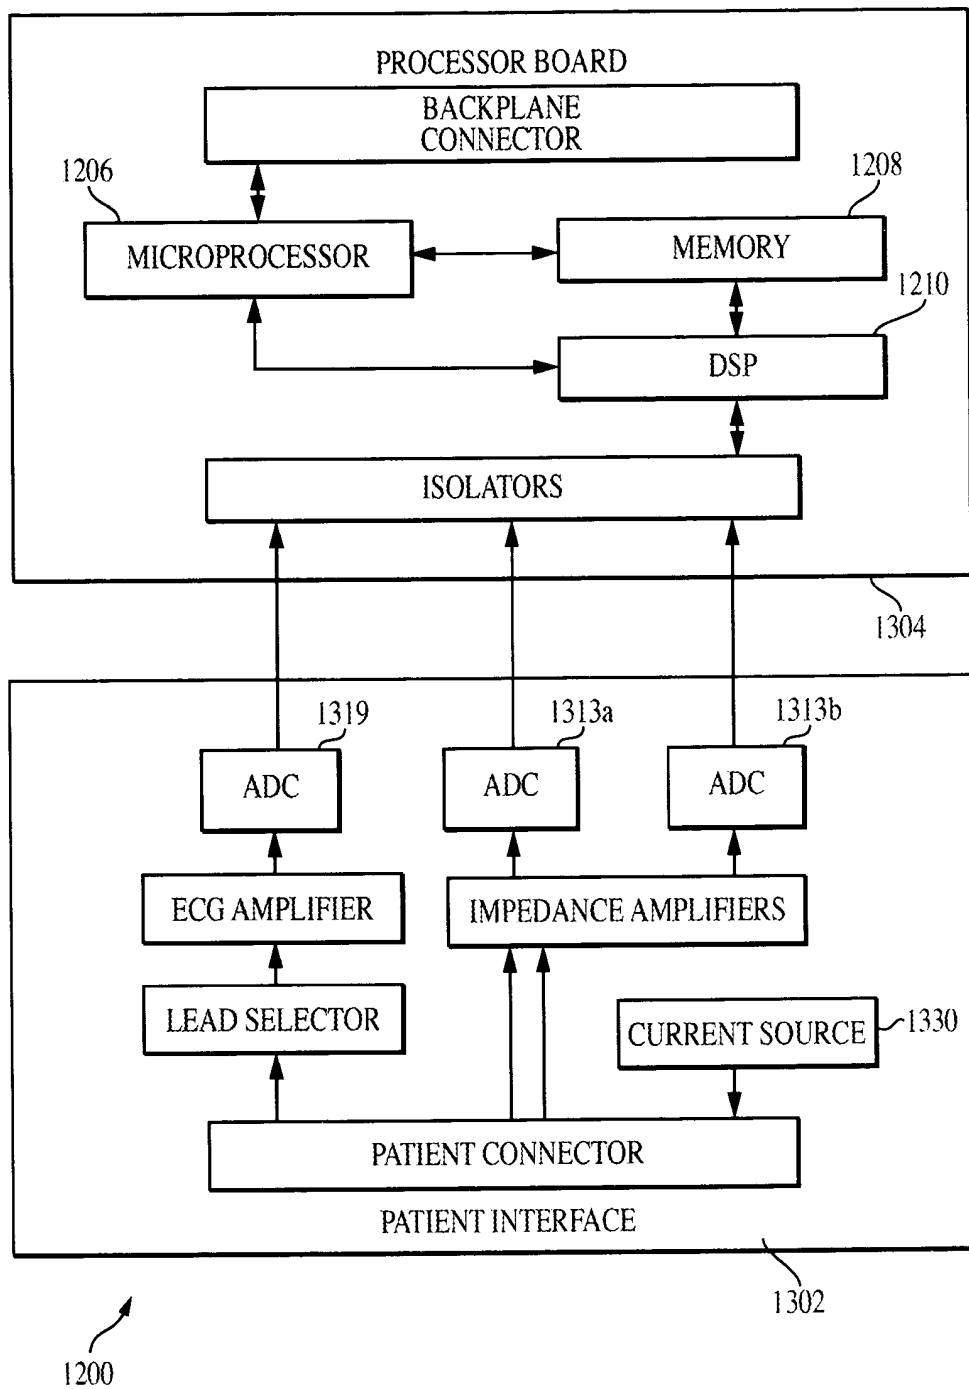 PROCESSOR BOARD
BACKPLANE
CONNECTOR
1206
1208
MICROPROCESSOR
MEMORY
1210
DSP
ISOLATORS
1304
1319
1313a
1313b
ADC
ADC
ADC
ECG AMPLIFIER
IMPEDANCE AMPLIFIERS
LEAD SELECTOR
CURRENT SOURCE
1330
PATIENT CONNECTOR
PATIENT INTERFACE
1302
1200